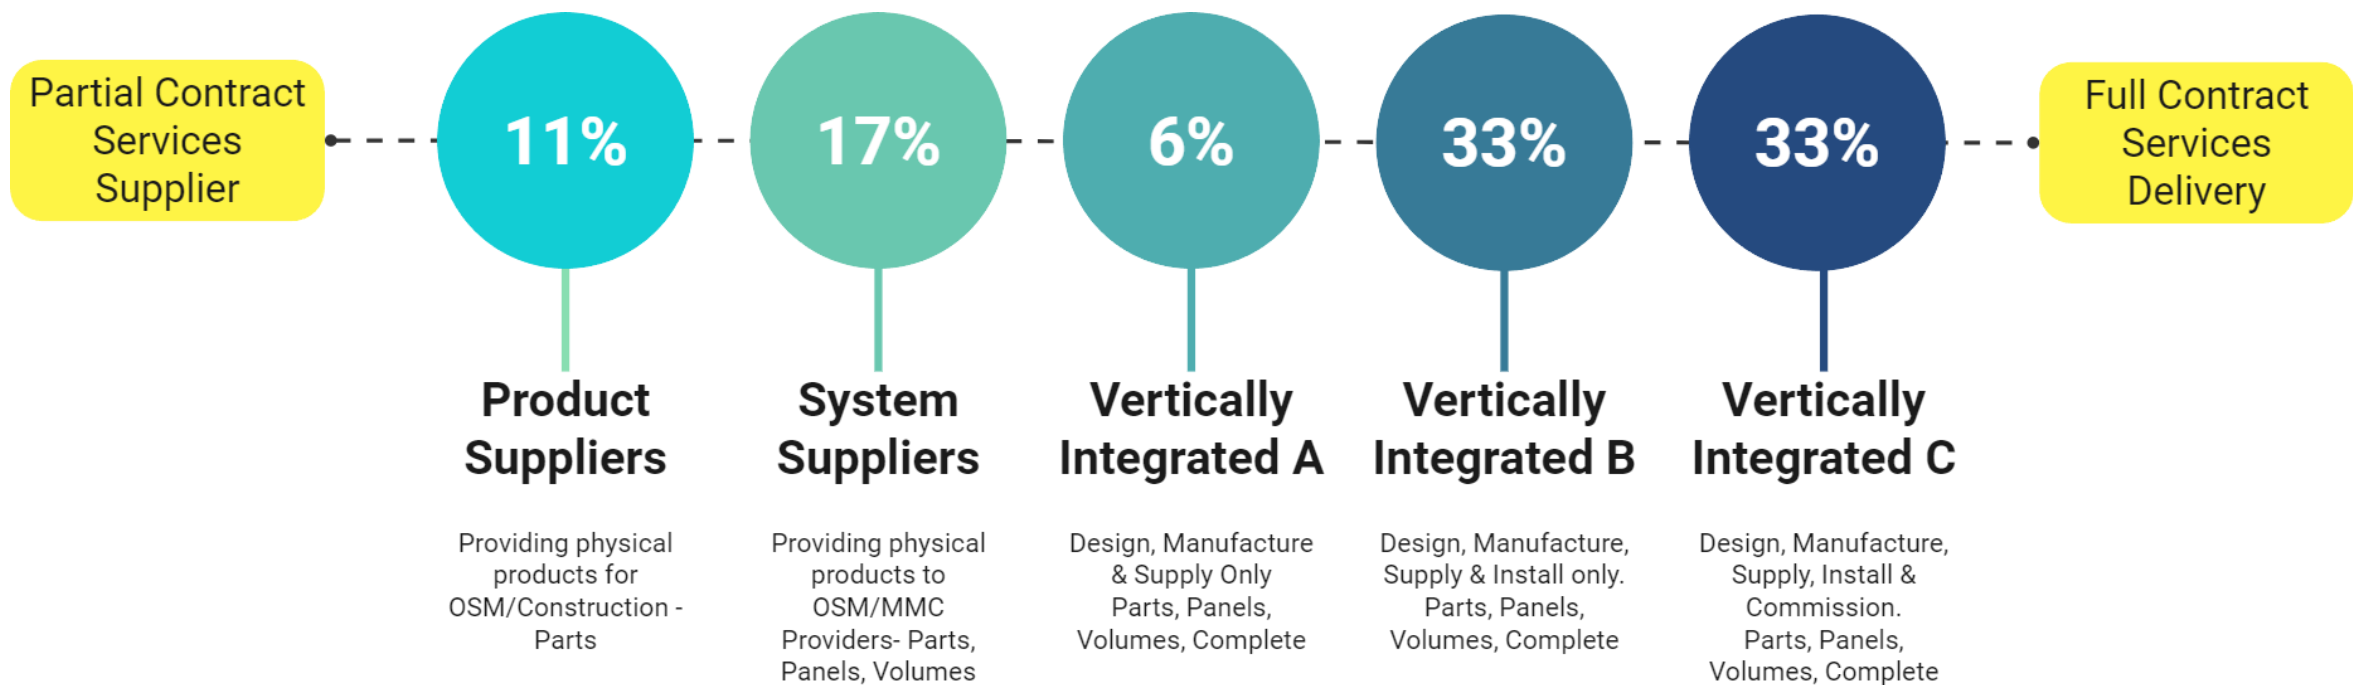 Partial Contract
Services
Supplier
11%
17%
6%
33%
33%
Full Contract
Services
Delivery
Product
Suppliers
Providing physical
products for
OSM/Construction -
Parts
System
Suppliers
Providing physical
products to
OSM/MMC
Providers- Parts,
Panels, Volumes
Vertically
Integrated A
Design, Manufacture
& Supply Only
Parts, Panels,
Volumes, Complete
Vertically
Integrated B
Design, Manufacture,
Supply & Install only.
Parts, Panels,
Volumes, Complete
Vertically
Integrated C
Design, Manufacture,
Supply, Install &
Commission.
Parts, Panels,
Volumes, Complete